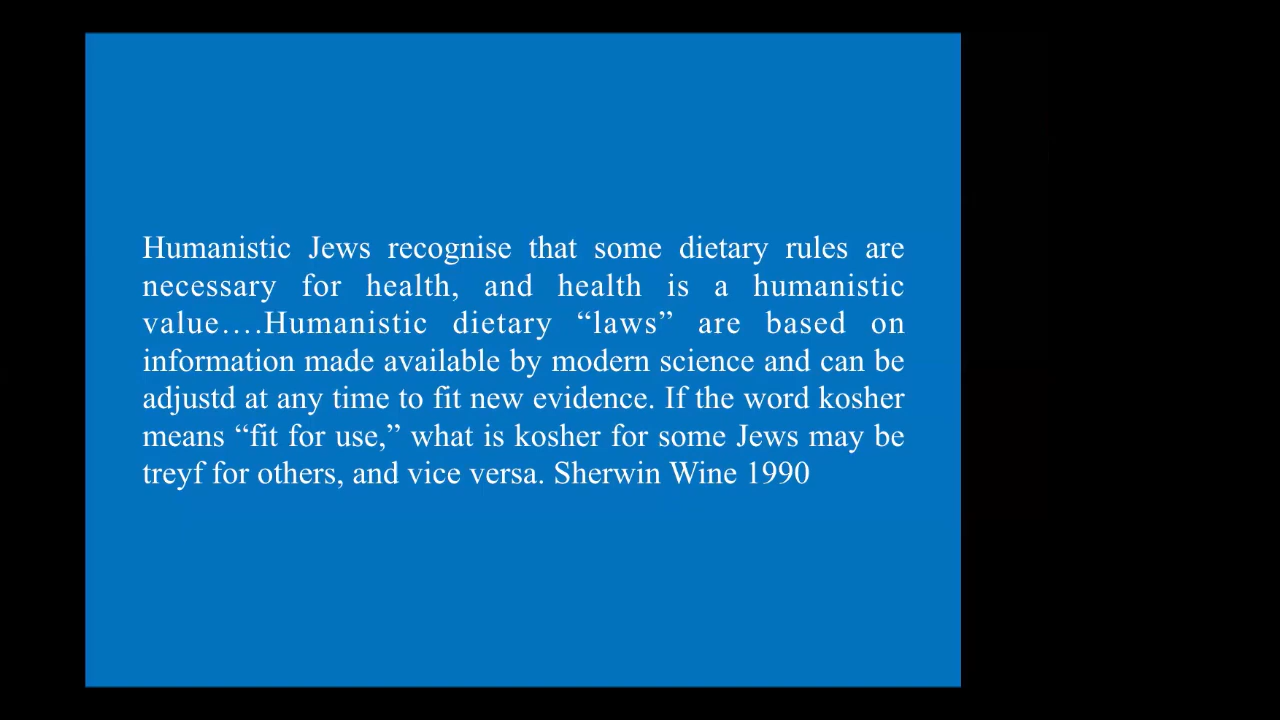 Humanistic Jews recognise that some dietary rules are
necessary for health, and health is a humanistic
value….Humanistic dietary “laws” are based on
information made available by modern science and can be
adjustd at any time to fit new evidence. If the word kosher
means “fit for use,” what is kosher for some Jews may be
treyf for others, and vice versa. Sherwin Wine 1990